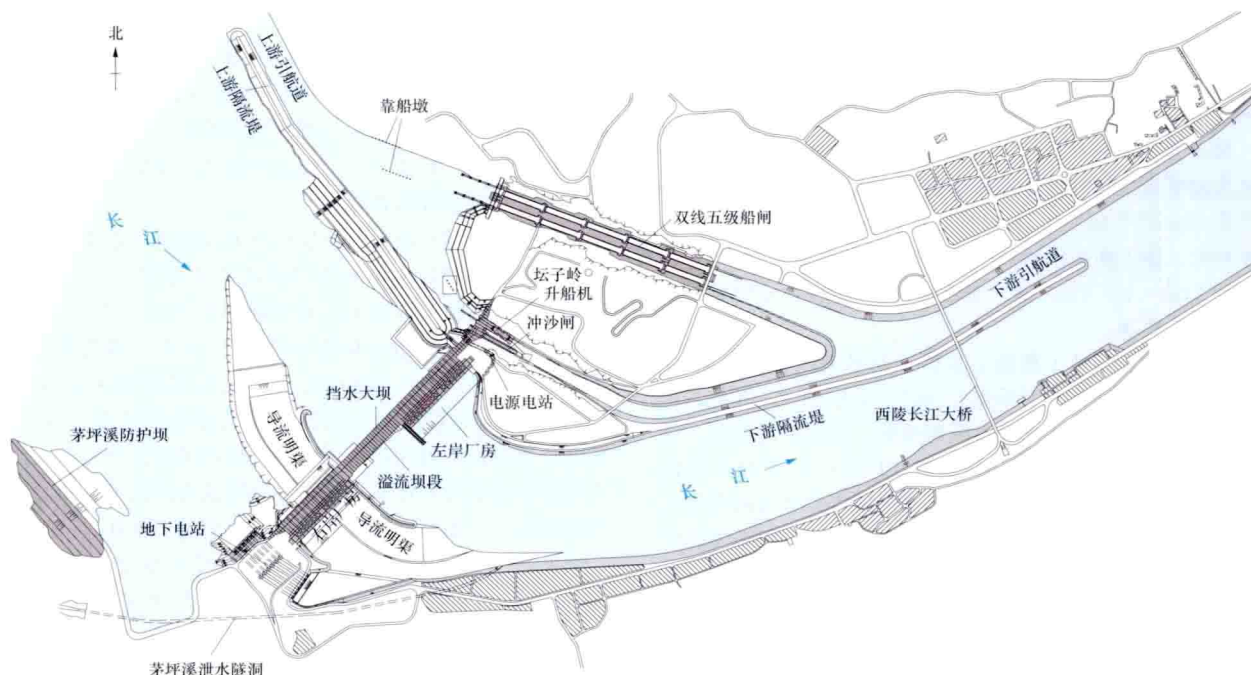 北
上游引航道
上游隔流堤
靠船墩
长江
双线五级船闸
坛子岭
升船机
冲沙闸
下游引航道
挡水大坝
电源电站
西陵长江大桥
导流明渠
左岸厂房
下游隔流堤
茅坪溪防护坝
溢流坝段
长江
地下电站
导流明渠
茅坪溪泄水隧洞